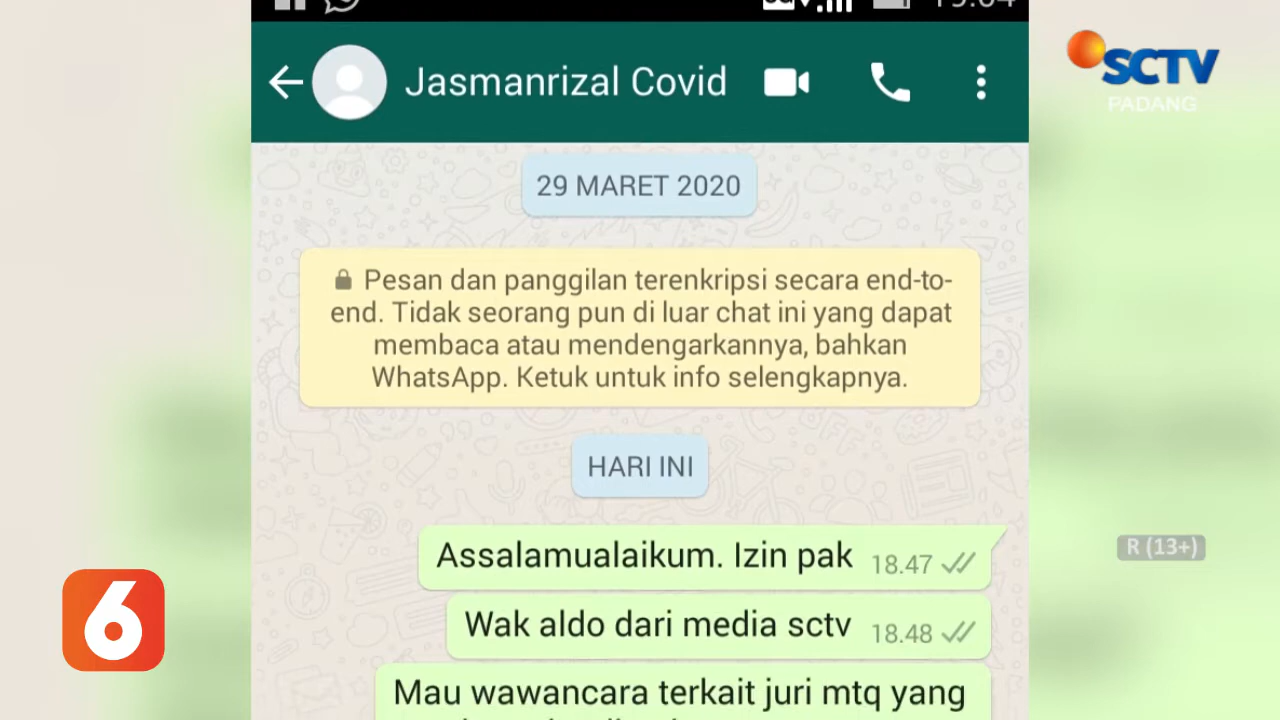 Jasmanrizal Covid
SCTV
PADANG
29 MARET 2020
Pesan dan panggilan terenkripsi secara end-to-
end. Tidak seorang pun di luar chat ini yang dapat
membaca atau mendengarkannya, bahkan
WhatsApp. Ketuk untuk info selengkapnya.
HARI INI
Assalamualaikum. Izin pak 18.47
R (13+)
Wak aldo dari media sctv 18.48
6
Mau wawancara terkait juri mtq yang